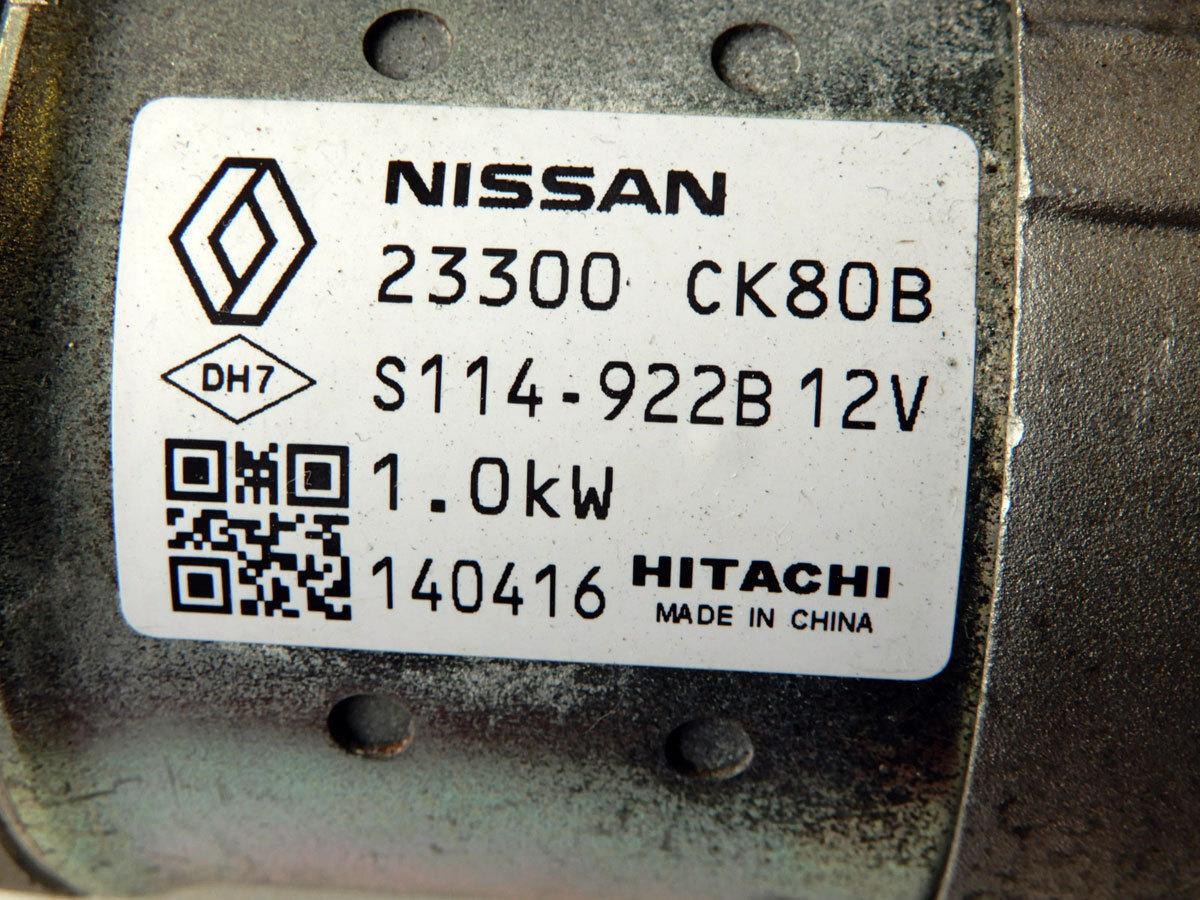 NISSAN
23300 CK80B
DH7
S114-922B 12V
1.0kW
140416 HITACHI
MADE IN CHINA